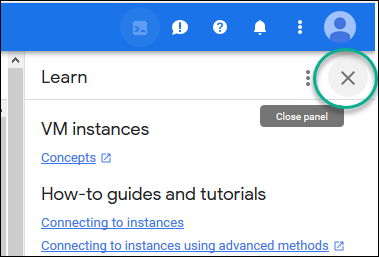 Learn
Close panel
VM instances
Concepts
How-to guides and tutorials
Connecting to instances
Connecting to instances using advanced methods